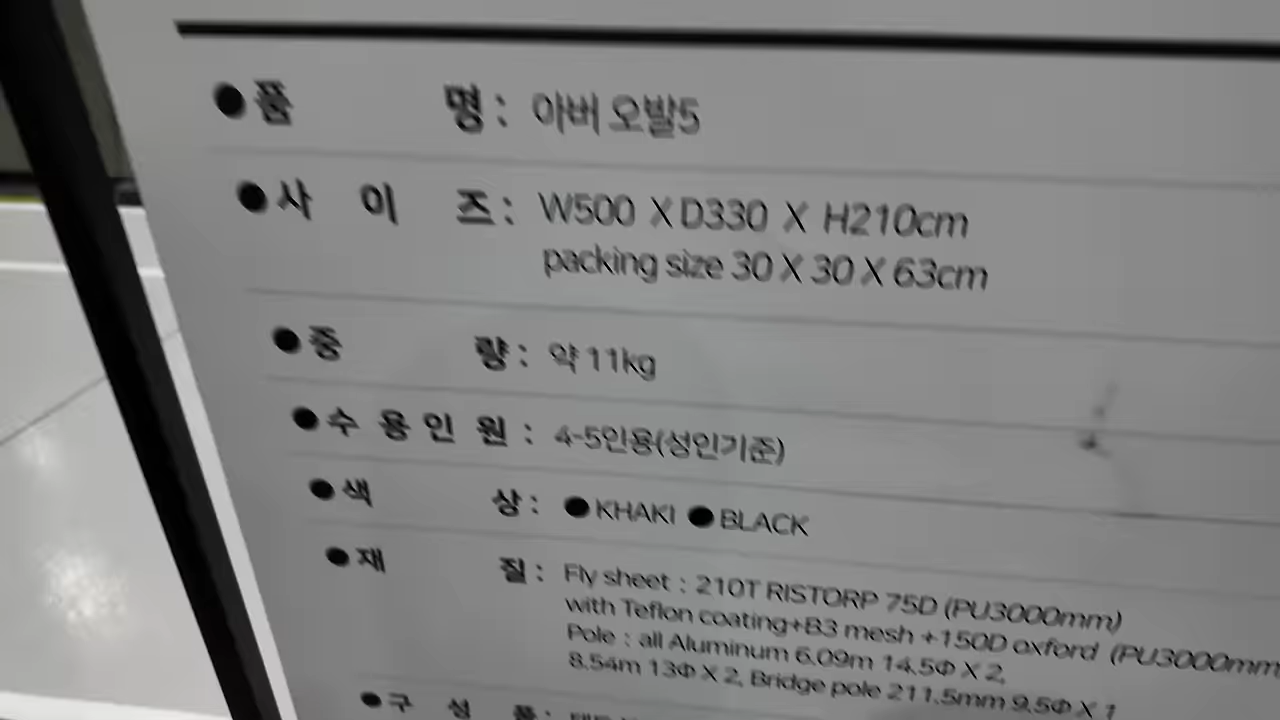 ●품 명 : 아버 오발5
●사 이 즈 : W500 X D330 X H210cm
packing size 30 X 30 X 63cm
●중 량 : 약 11kg
●수 용 인 원 : 4-5인용(성인기준)
●색 상 : ●KHAKI ●BLACK
●재 질 : Fly sheet : 210T RISTORP 75D (PU3000mm)
with Teflon coating+B3 mesh +150D oxford (PU3000mm
Pole : all Aluminum 6.09m 14.5Φ X 2,
8.54m 13Φ X 2, Bridge pole 211.5mm 9.5Φ X 1
●구 성 품 :